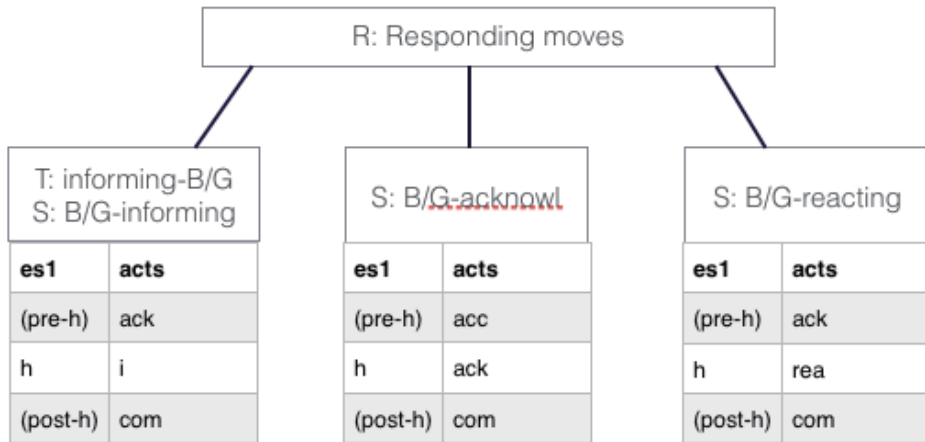 R: Responding moves
T: informing-B/G
S: B/G-informing
es1 acts
(pre-h) ack
h i
(post-h) com
S: B/G-acknowl
es1 acts
(pre-h) acc
h ack
(post-h) com
S: B/G-reacting
es1 acts
(pre-h) ack
h rea
(post-h) com